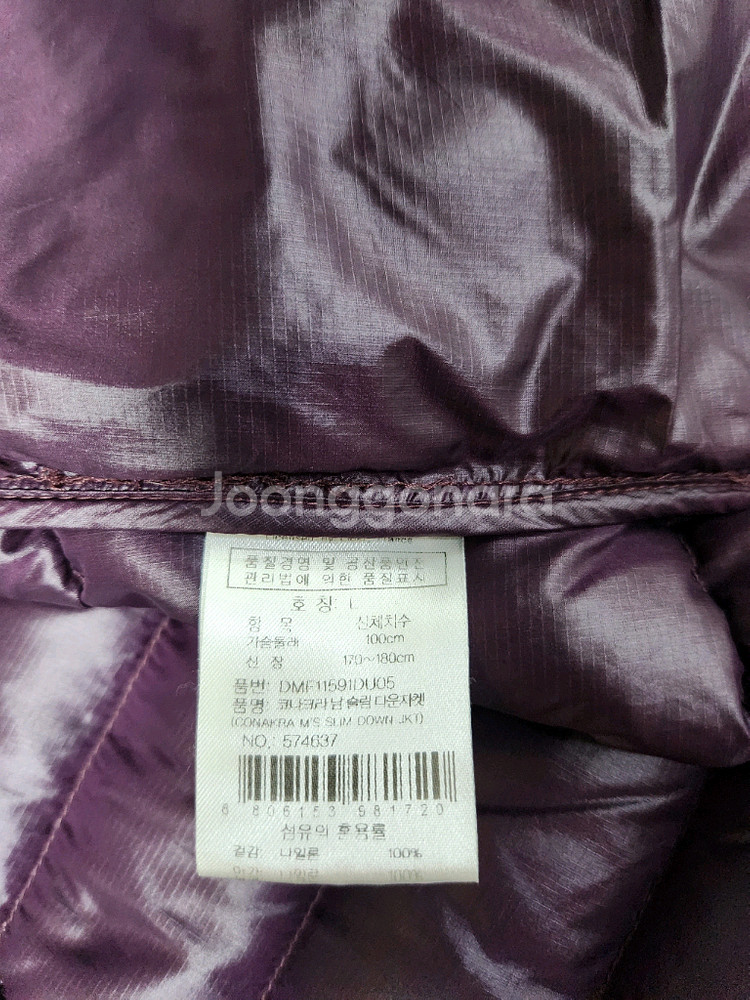 Joonggonara
품질경영 및 공산품안전
관리법에 의한 품질표시
호 칭: L
항 목 신체치수
가슴둘레 100cm
신 장 170~180cm
품번: DMF11591DU05
품명: 코나크라 남 슬림 다운자켓
(CONAKRA M'S SLIM DOWN JKT)
NO,: 574637
8 806153 981720
섬유의 혼용률
겉감 나일론 100%
안감 나일론 100%